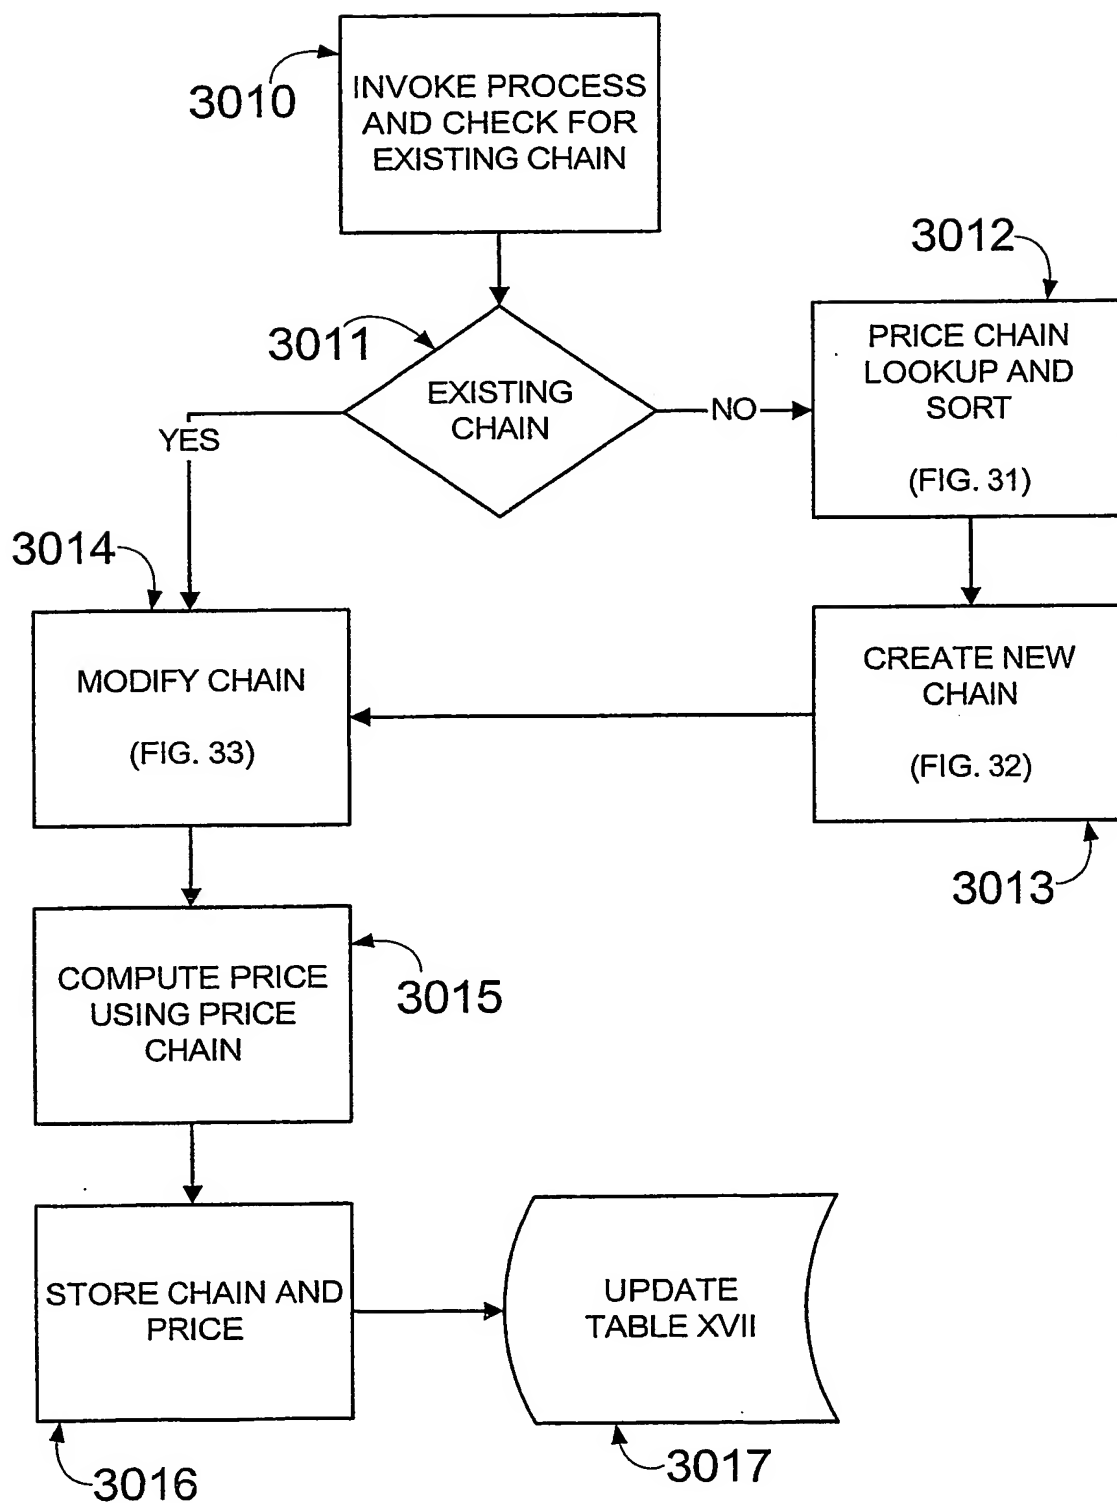 3010
INVOKE PROCESS
AND CHECK FOR
EXISTING CHAIN
3011
EXISTING
CHAIN
YES
NO
3012
PRICE CHAIN
LOOKUP AND
SORT
(FIG. 31)
3014
MODIFY CHAIN
(FIG. 33)
CREATE NEW
CHAIN
(FIG. 32)
3013
COMPUTE PRICE
USING PRICE
CHAIN
3015
STORE CHAIN AND
PRICE
3016
UPDATE
TABLE XVII
3017